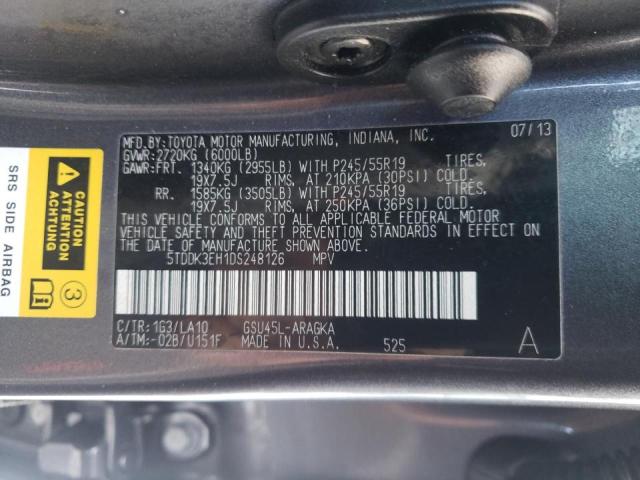 MFD.BY:TOYOTA MOTOR MANUFACTURING, INDIANA, INC. 07/13
GVWR:2720KG (6000LB)
GAWR:FRT. 1340KG (2955LB) WITH P245/55R19 TIRES,
19X7.5J RIMS, AT 210KPA (30PSI) COLD.
RR. 1585KG (3505LB) WITH P245/55R19 TIRES,
19X7.5J RIMS, AT 250KPA (36PSI) COLD.
THIS VEHICLE CONFORMS TO ALL APPLICABLE FEDERAL MOTOR
VEHICLE SAFETY AND THEFT PREVENTION STANDARDS IN EFFECT ON
THE DATE OF MANUFACTURE SHOWN ABOVE.
5TDDK3EH1DS248126 MPV
C/TR:1G3/LA10 GSU45L-ARAGKA
A/TM:-02B/U151F MADE IN U.S.A. 525 A
SRS SIDE AIRBAG
CAUTION
ATTENTION
ACHTUNG
3